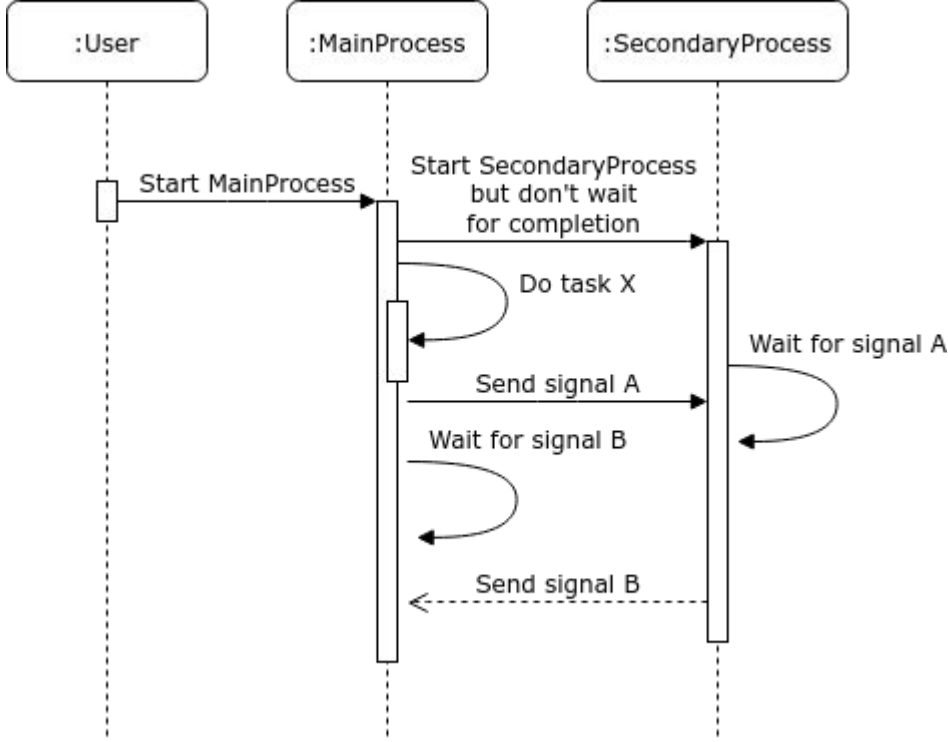 :User
:MainProcess
:SecondaryProcess
Start MainProcess
Start SecondaryProcess
but don't wait
for completion
Do task X
Wait for signal A
Send signal A
Wait for signal B
Send signal B